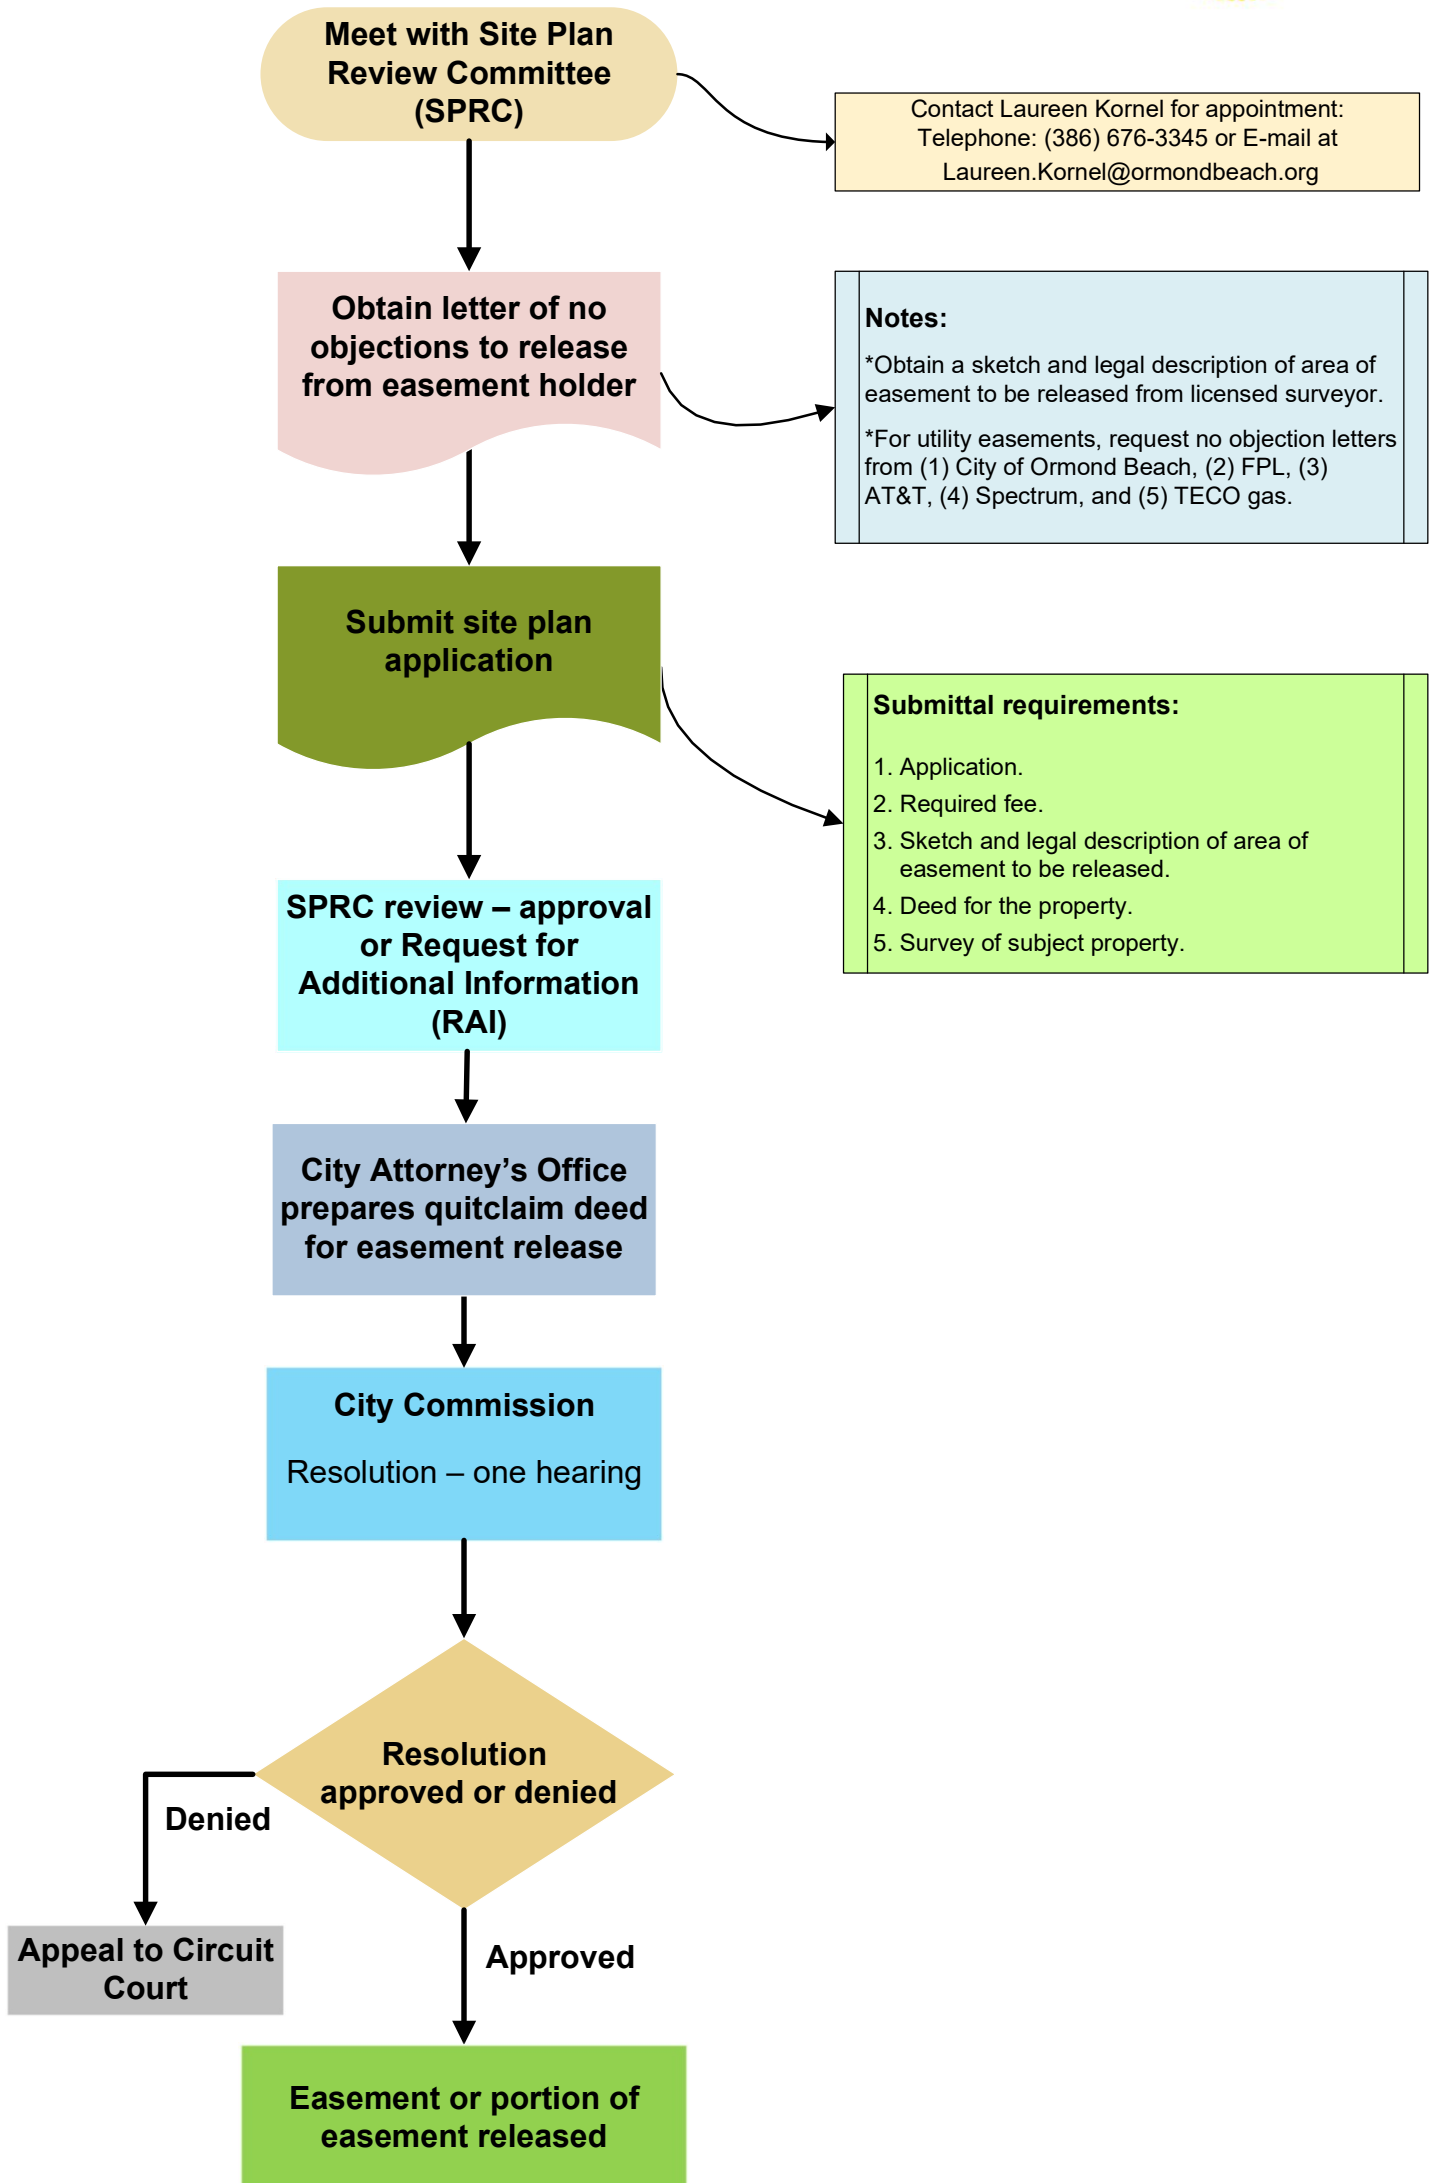 Meet with Site Plan
Review Committee
(SPRC)
Contact Laureen Kornel for appointment:
Telephone: (386) 676-3345 or E-mail at
Laureen.Kornel@ormondbeach.org
Obtain letter of no
objections to release
from easement holder
Notes:
*Obtain a sketch and legal description of area of
easement to be released from licensed surveyor.
*For utility easements, request no objection letters
from (1) City of Ormond Beach, (2) FPL, (3)
AT&T, (4) Spectrum, and (5) TECO gas.
Submit site plan
application
Submittal requirements:
1. Application.
2. Required fee.
3. Sketch and legal description of area of
easement to be released.
4. Deed for the property.
5. Survey of subject property.
SPRC review – approval
or Request for
Additional Information
(RAI)
City Attorney’s Office
prepares quitclaim deed
for easement release
City Commission
Resolution – one hearing
Resolution
approved or denied
Denied
Appeal to Circuit
Court
Approved
Easement or portion of
easement released